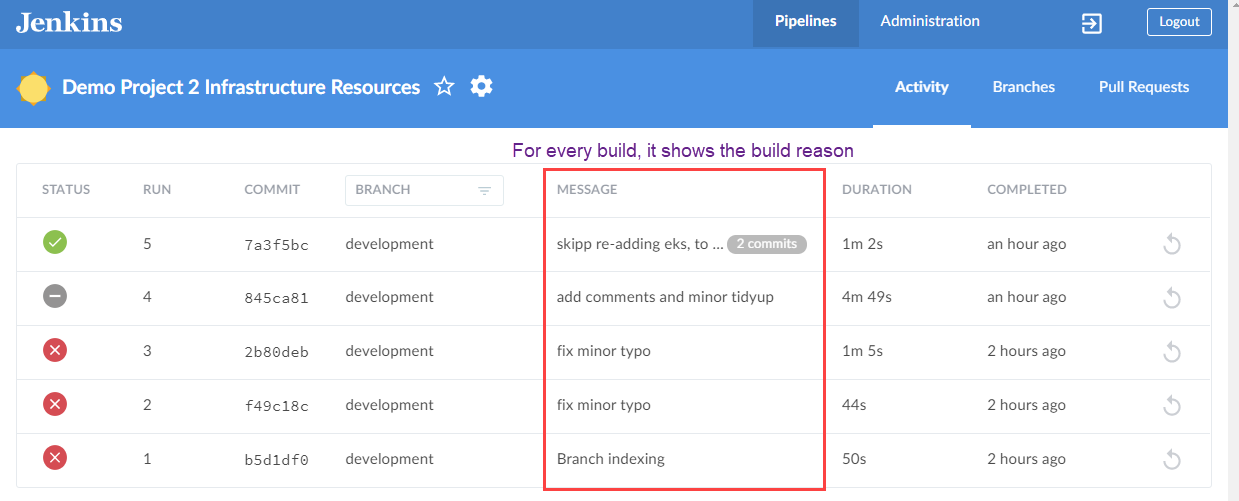 Jenkins Pipelines Administration Logout
Demo Project 2 Infrastructure Resources Activity Branches Pull Requests
For every build, it shows the build reason
STATUS RUN COMMIT BRANCH MESSAGE DURATION COMPLETED
5 7a3f5bc development skipp re-adding eks, to ... 2 commits 1m 2s an hour ago
4 845ca81 development add comments and minor tidyup 4m 49s an hour ago
3 2b80deb development fix minor typo 1m 5s 2 hours ago
2 f49c18c development fix minor typo 44s 2 hours ago
1 b5d1df0 development Branch indexing 50s 2 hours ago